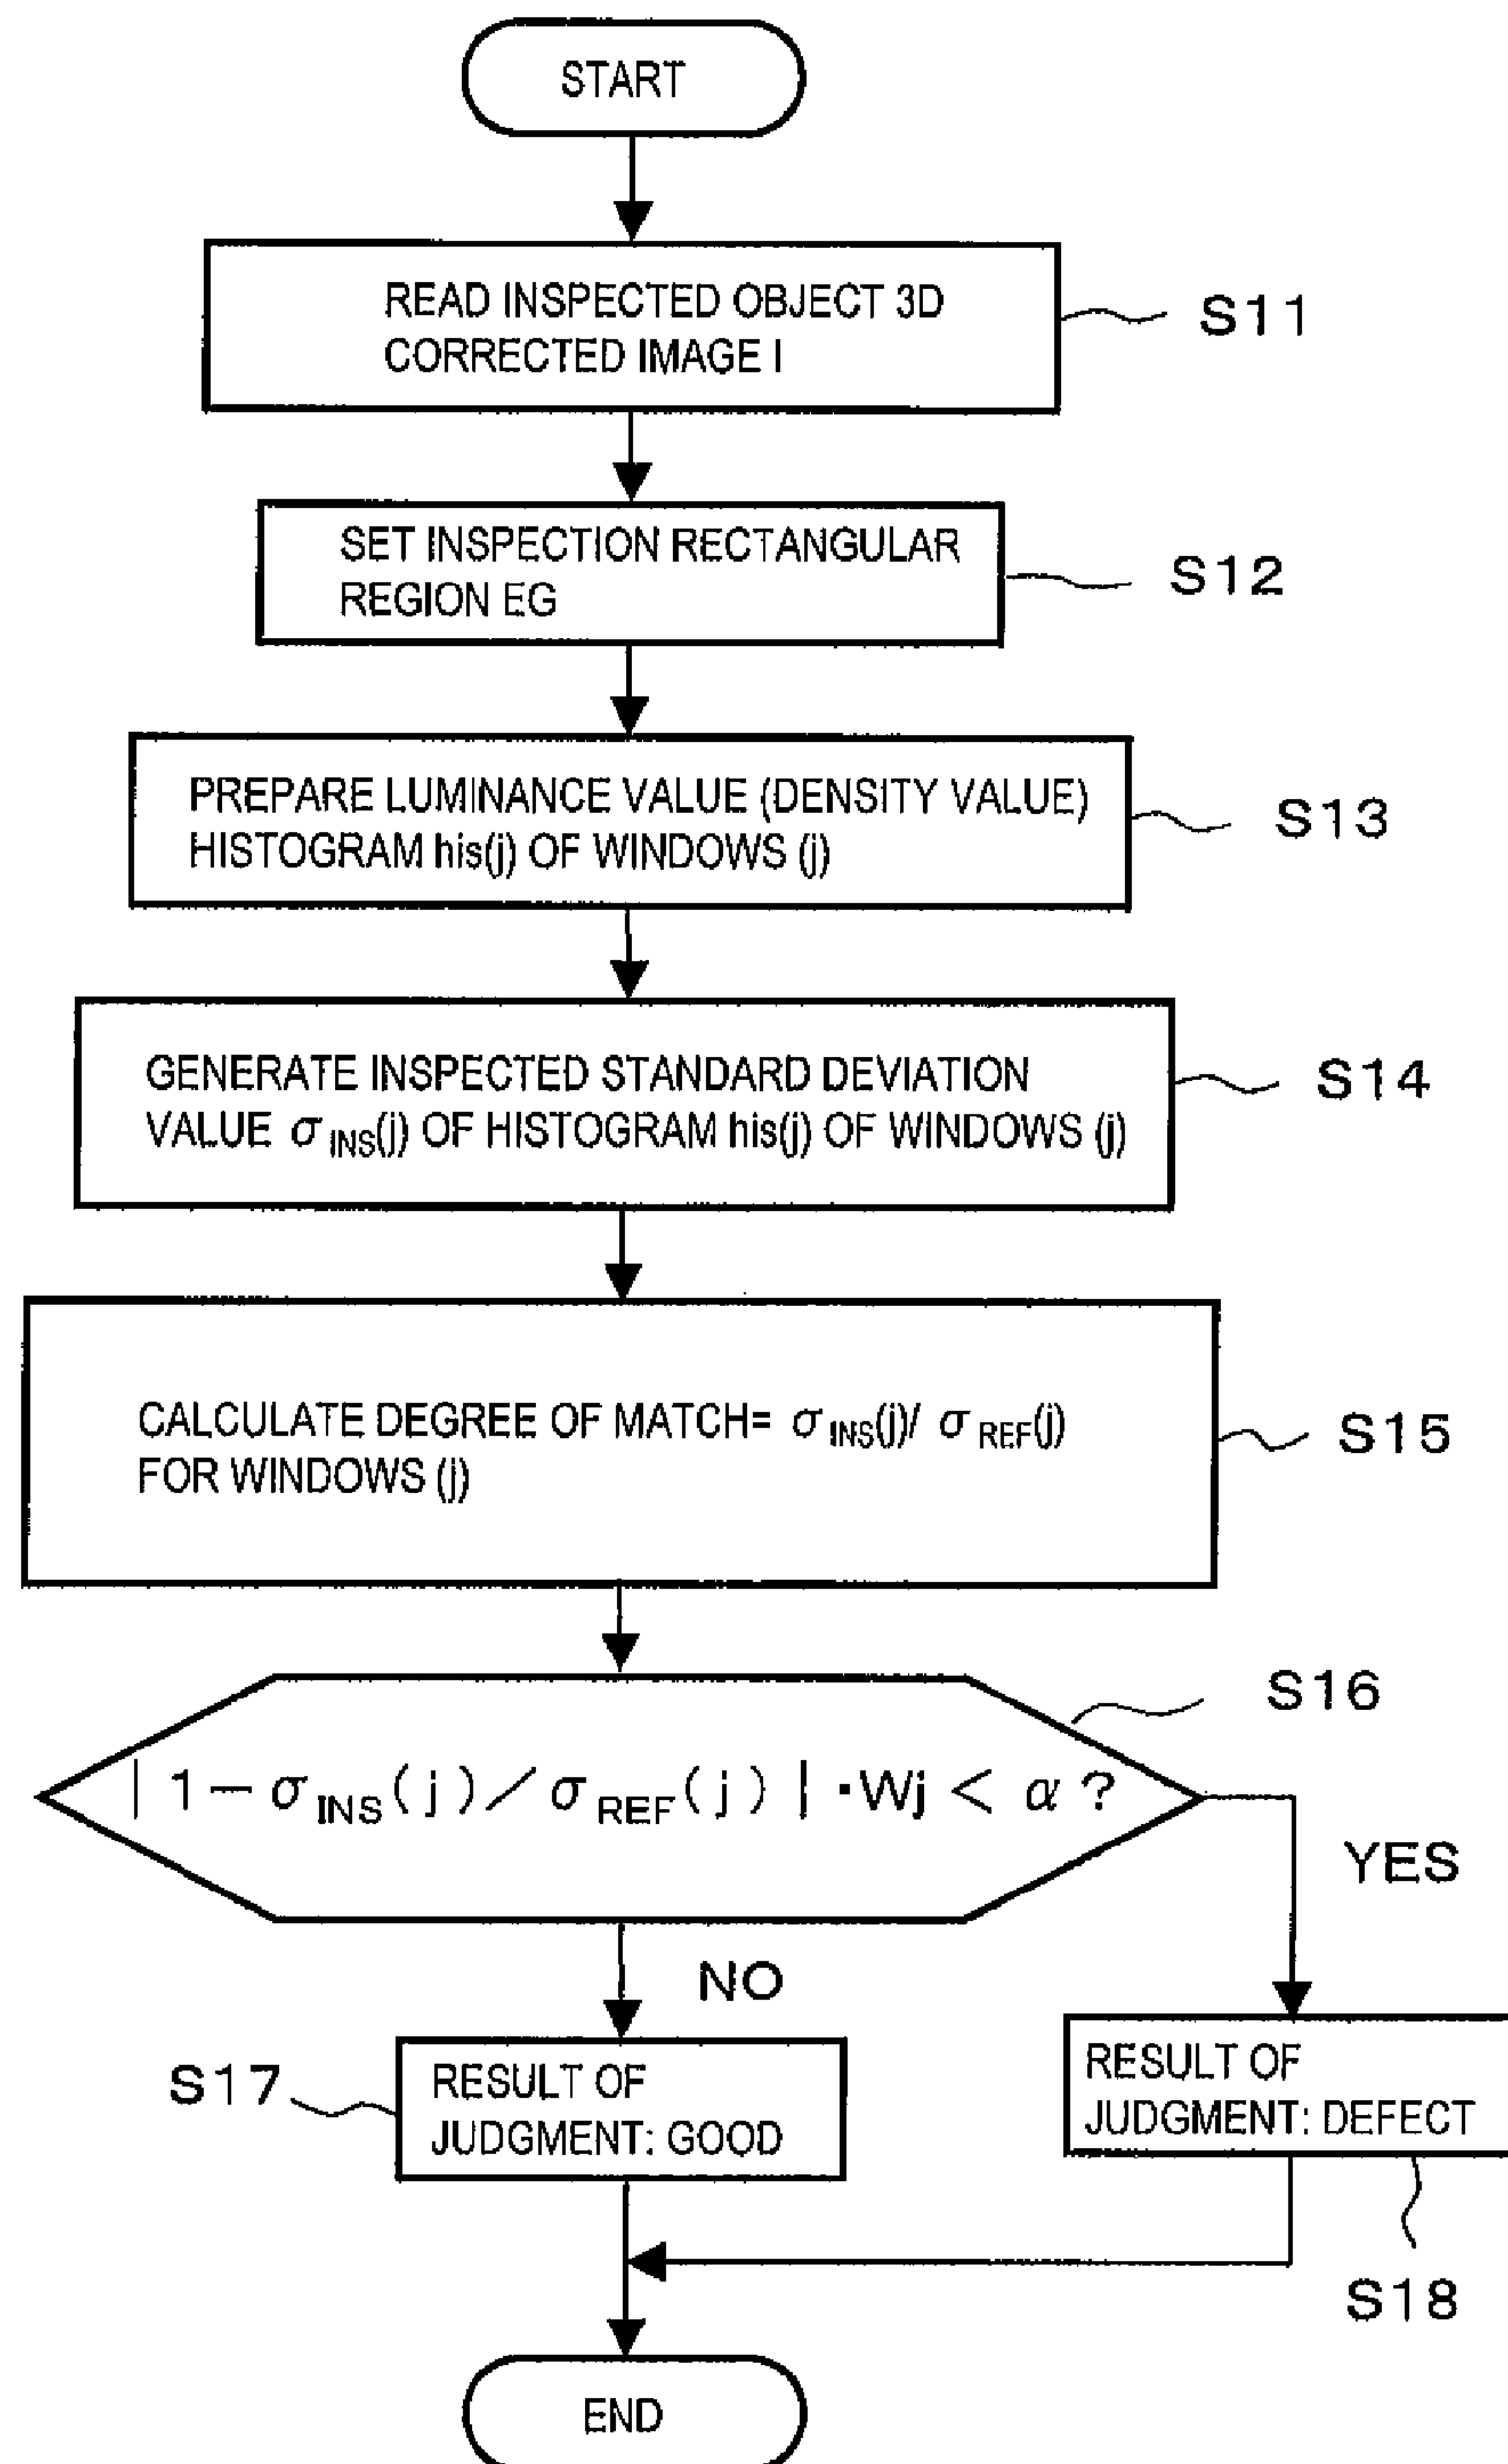 START
READ INSPECTED OBJECT 3D
CORRECTED IMAGE I
S11
SET INSPECTION RECTANGULAR
REGION EG
S12
PREPARE LUMINANCE VALUE (DENSITY VALUE)
HISTOGRAM his(j) OF WINDOWS (j)
S13
GENERATE INSPECTED STANDARD DEVIATION
VALUE σINS(j) OF HISTOGRAM his(j) OF WINDOWS (j)
S14
CALCULATE DEGREE OF MATCH= σINS(j)/ σREF(j)
FOR WINDOWS (j)
S15
S16
| 1 − σINS(j)／σREF(j) | ·Wj < α ?
YES
NO
S17
RESULT OF
JUDGMENT: GOOD
RESULT OF
JUDGMENT: DEFECT
S18
END